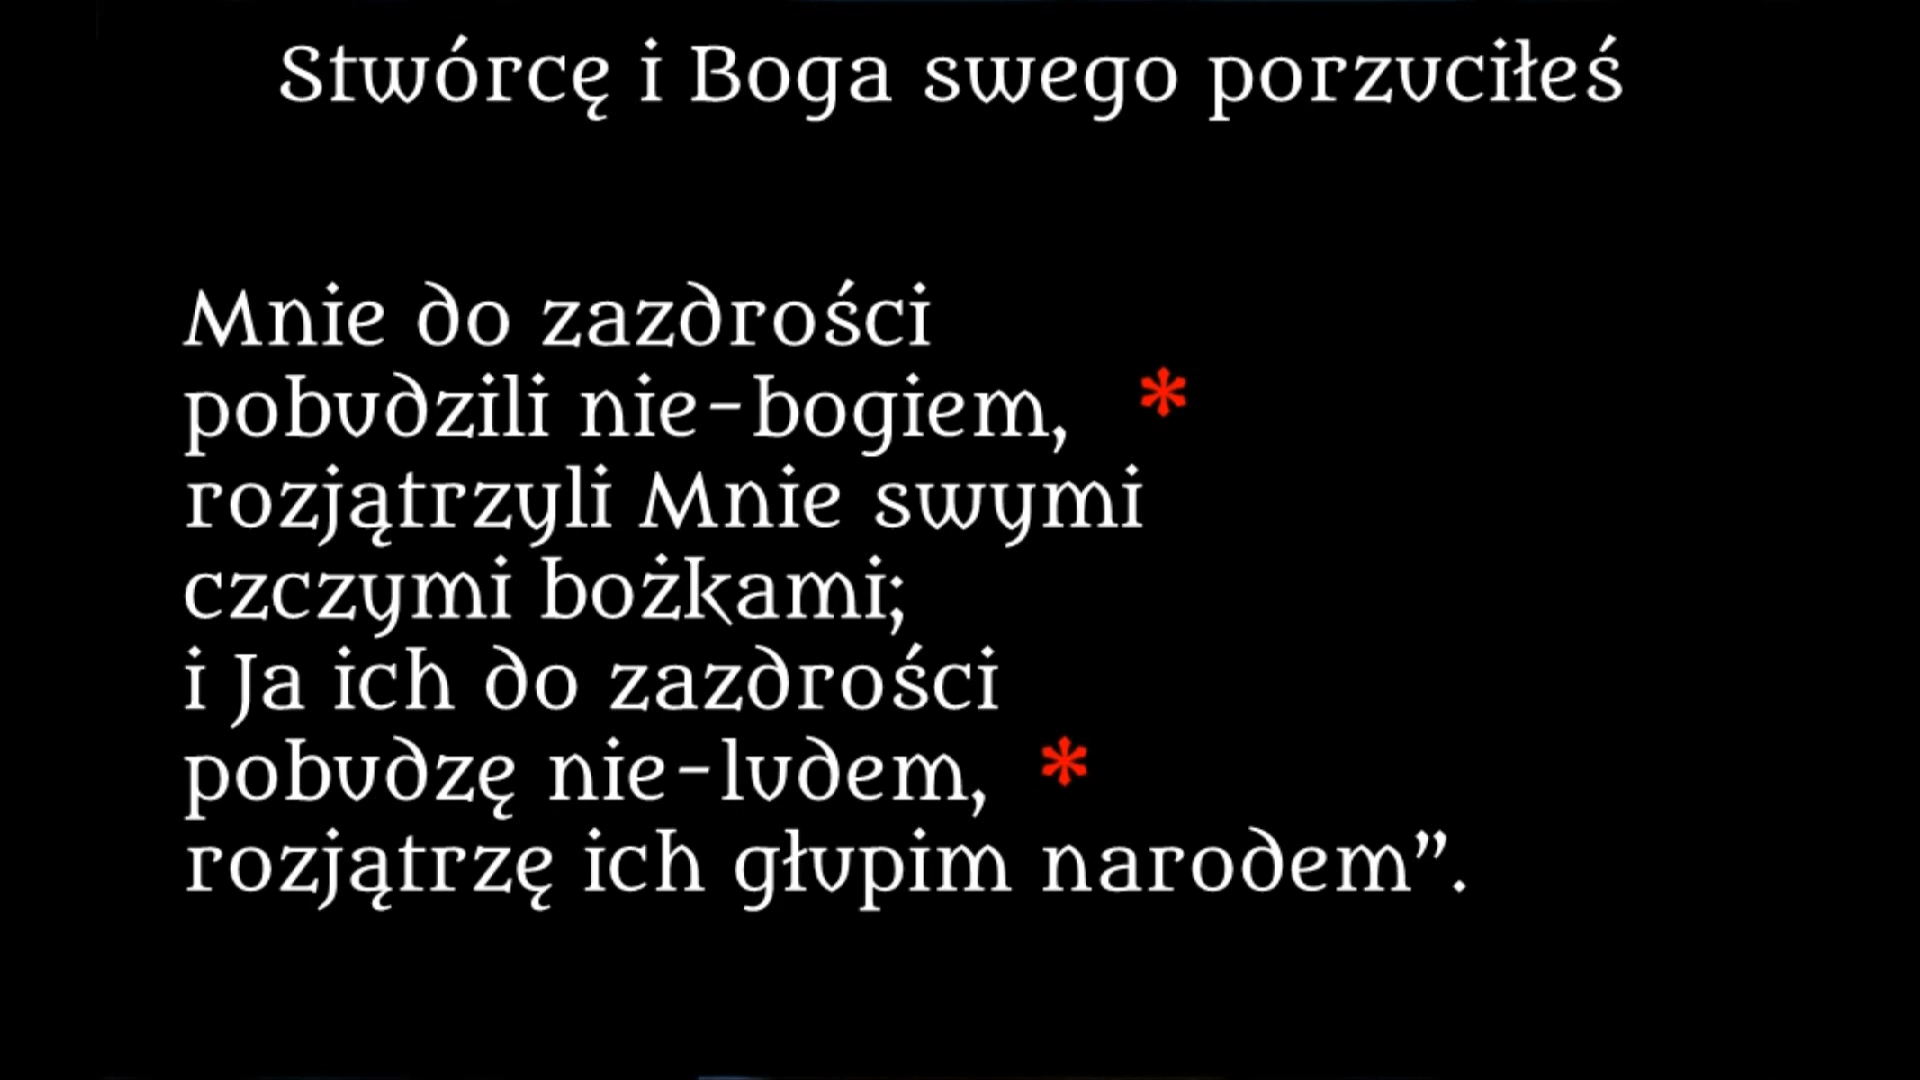 Stwórcę i Boga swego porzuciłeś
Mnie do zazdrości
pobudzili nie-bogiem, *
rozjątrzyli Mnie swymi
czczymi bożkami;
i Ja ich do zazdrości
pobudzę nie-ludem, *
rozjątrzę ich głupim narodem”.